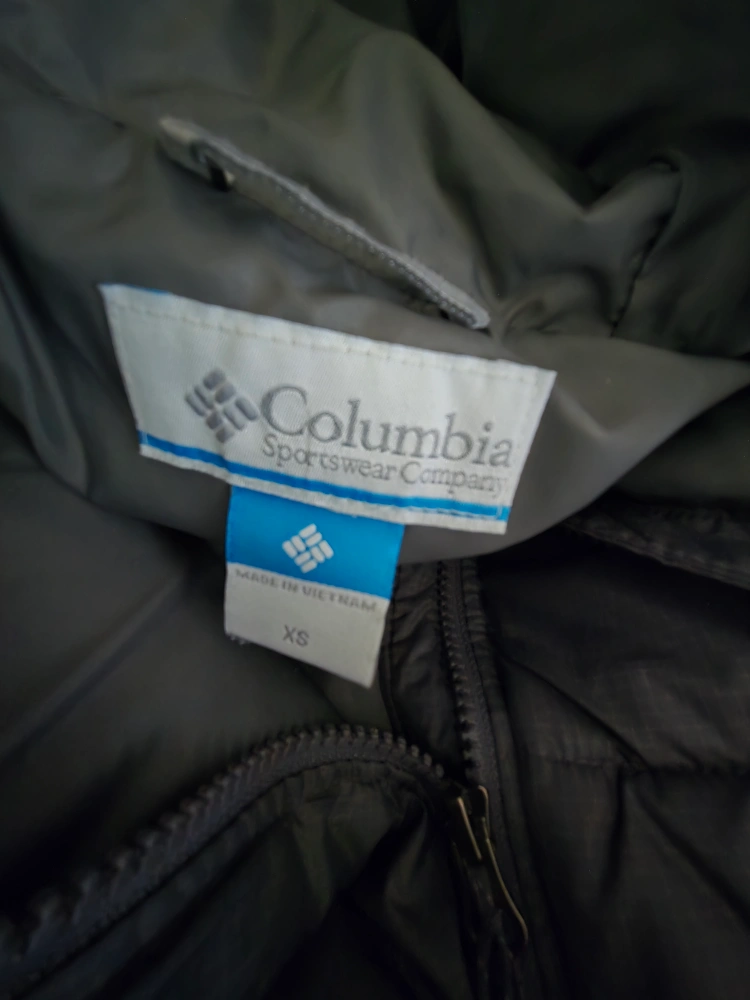 Columbia
Sportswear Company
MADE IN VIETNAM
XS